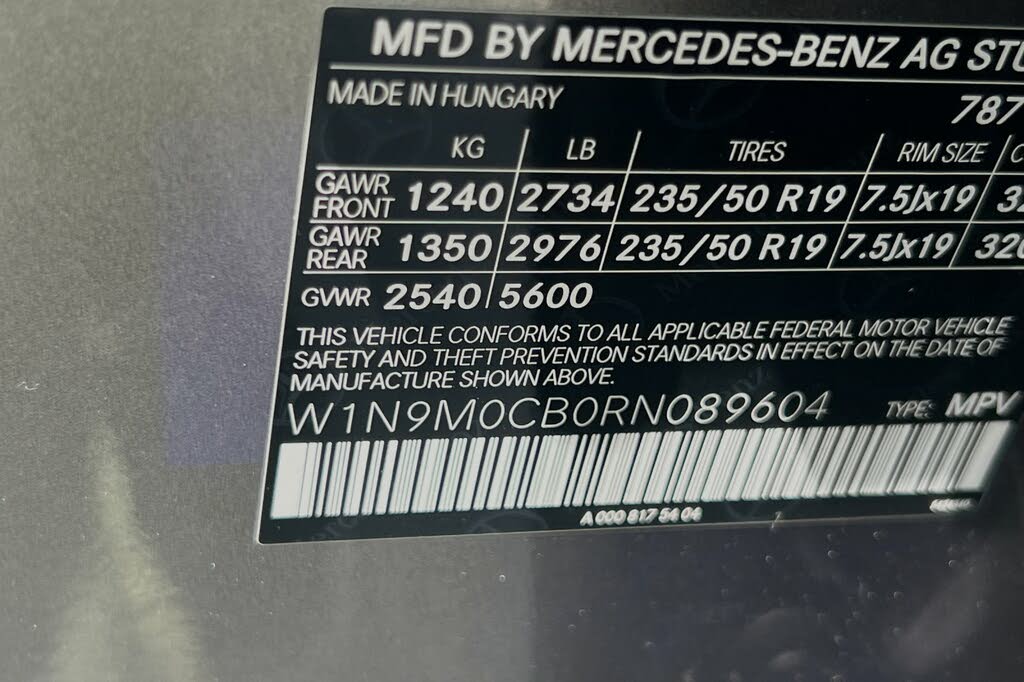 MFD BY MERCEDES-BENZ AG
MADE IN HUNGARY 787
KG LB TIRES RIM SIZE
GAWR FRONT 1240 2734 235/50 R19 7.5Jx19
GAWR REAR 1350 2976 235/50 R19 7.5Jx19 320
GVWR 2540 5600
THIS VEHICLE CONFORMS TO ALL APPLICABLE FEDERAL MOTOR VEHICLE
SAFETY AND THEFT PREVENTION STANDARDS IN EFFECT ON THE DATE OF
MANUFACTURE SHOWN ABOVE.
W1N9M0CB0RN089604 TYPE: MPV
A 000 817 54 04